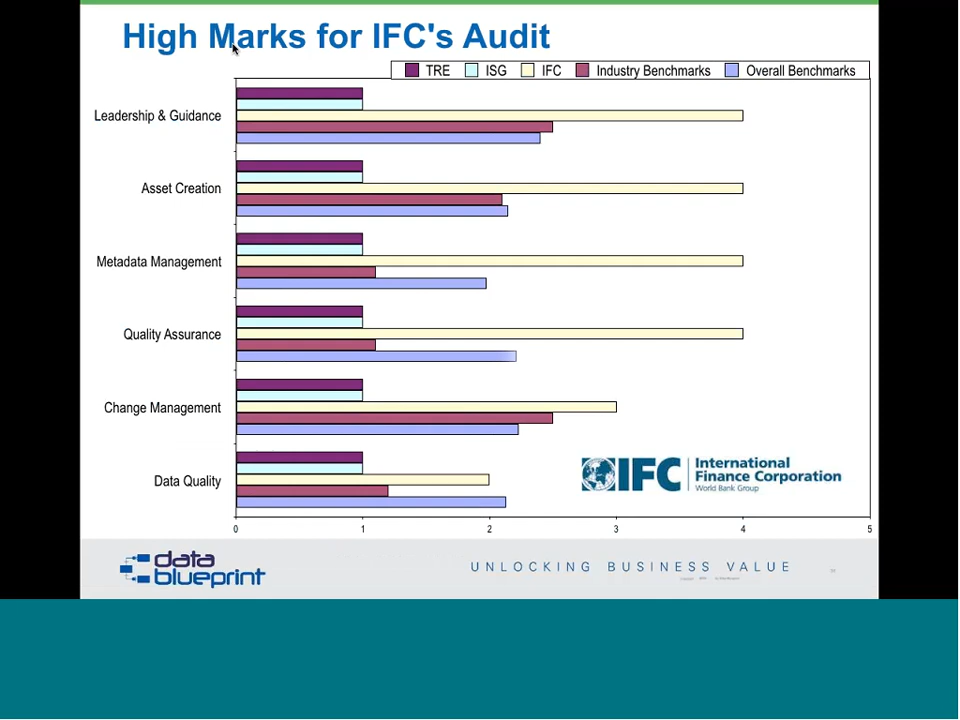 High Marks for IFC's Audit
TRE ISG IFC Industry Benchmarks Overall Benchmarks
Leadership & Guidance
Asset Creation
Metadata Management
Quality Assurance
Change Management
Data Quality
IFC International
Finance Corporation
World Bank Group
0 1 2 3 4 5
data
blueprint
UNLOCKING BUSINESS VALUE